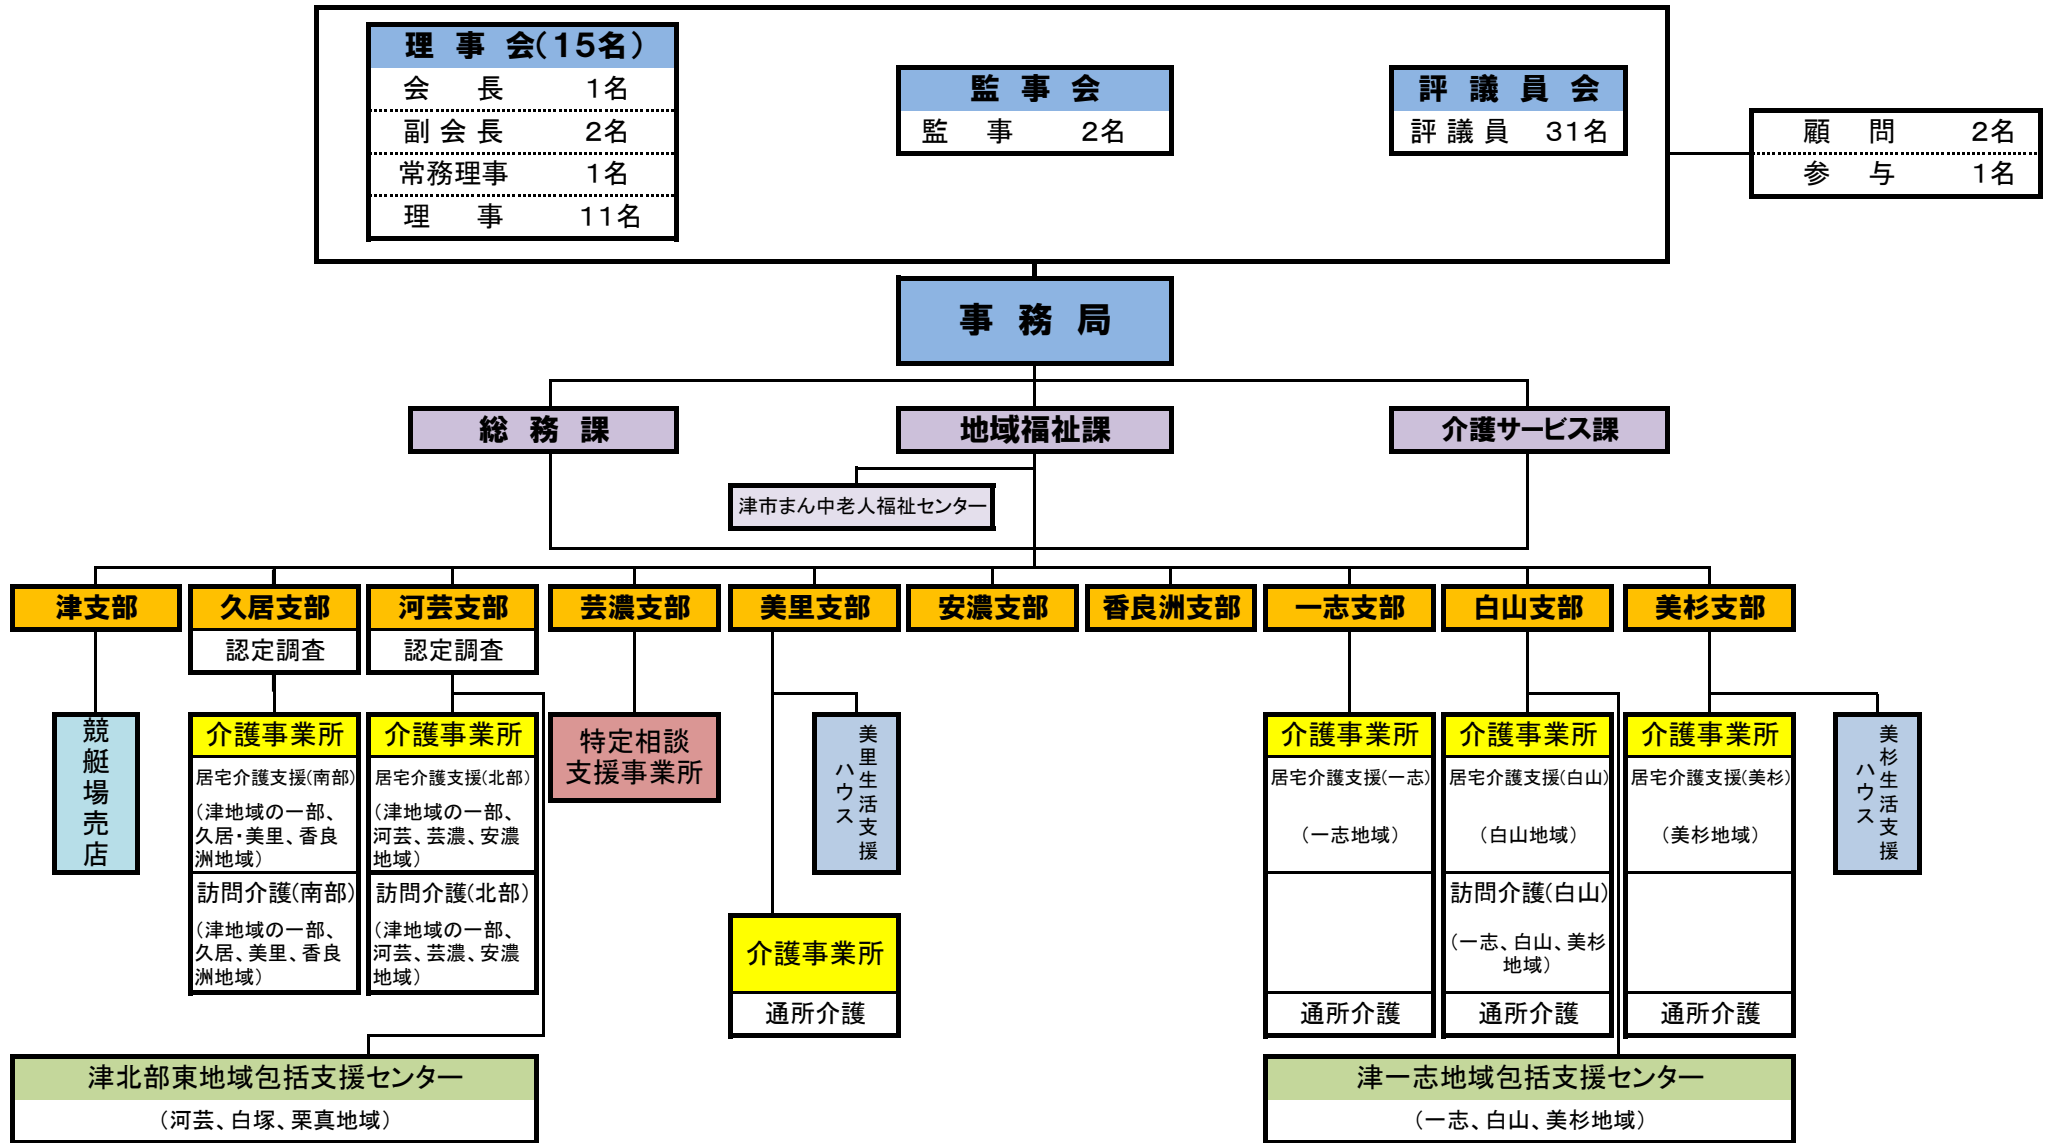 理事会(15名)
会長 1名
副会長 2名
常務理事 1名
理事 11名
監事会
監事 2名
評議員会
評議員 31名
顧問 2名
参与 1名
事務局
総務課
地域福祉課
介護サービス課
津市まん中老人福祉センター
津支部
久居支部
認定調査
河芸支部
認定調査
芸濃支部
美里支部
安濃支部
香良洲支部
一志支部
白山支部
美杉支部
競艇場売店
介護事業所
居宅介護支援(南部)
(津地域の一部、
久居・美里、香良
洲地域)
訪問介護(南部)
(津地域の一部、
久居、美里、香良
洲地域)
介護事業所
居宅介護支援(北部)
(津地域の一部、
河芸、芸濃、安濃
地域)
訪問介護(北部)
(津地域の一部、
河芸、芸濃、安濃
地域)
特定相談
支援事業所
美里生活支援
ハウス
介護事業所
通所介護
介護事業所
居宅介護支援(一志)
(一志地域)
通所介護
介護事業所
居宅介護支援(白山)
(白山地域)
訪問介護(白山)
(一志、白山、美杉
地域)
通所介護
介護事業所
居宅介護支援(美杉)
(美杉地域)
通所介護
美杉生活支援
ハウス
津北部東地域包括支援センター
(河芸、白塚、栗真地域)
津一志地域包括支援センター
(一志、白山、美杉地域)